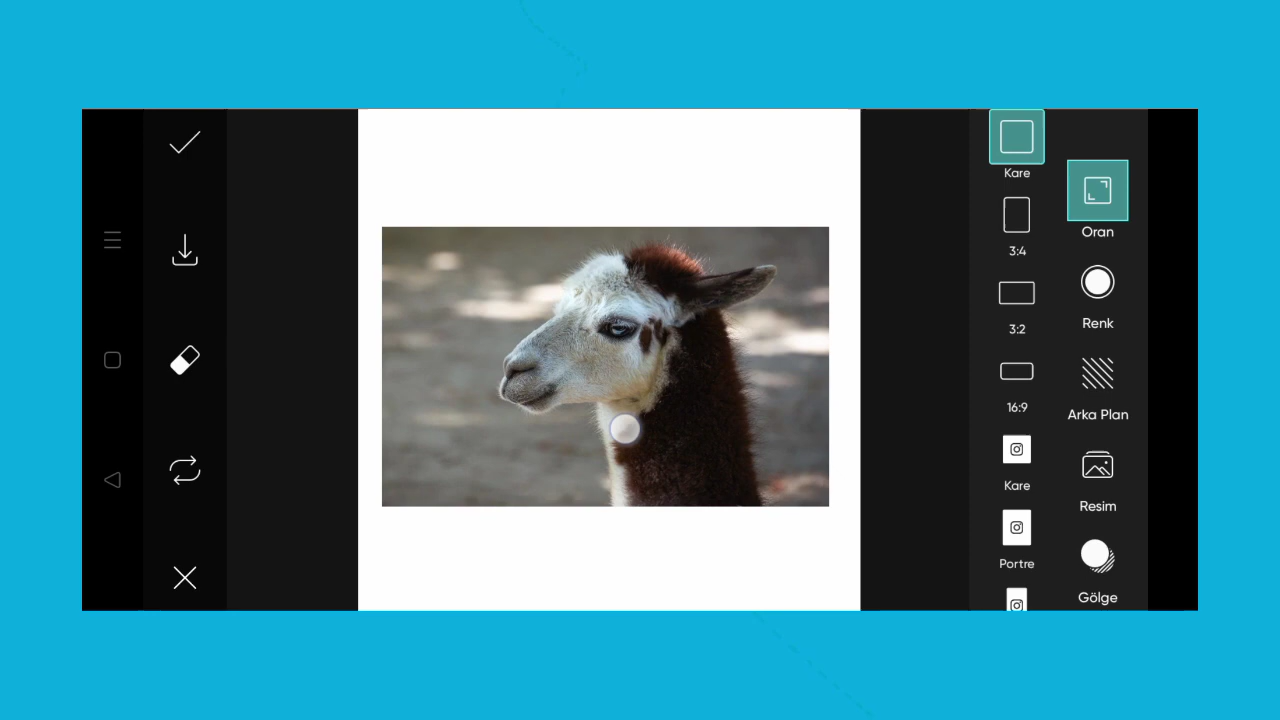 Kare
3:4
3:2
16:9
Kare
Portre
Oran
Renk
Arka Plan
Resim
Gölge